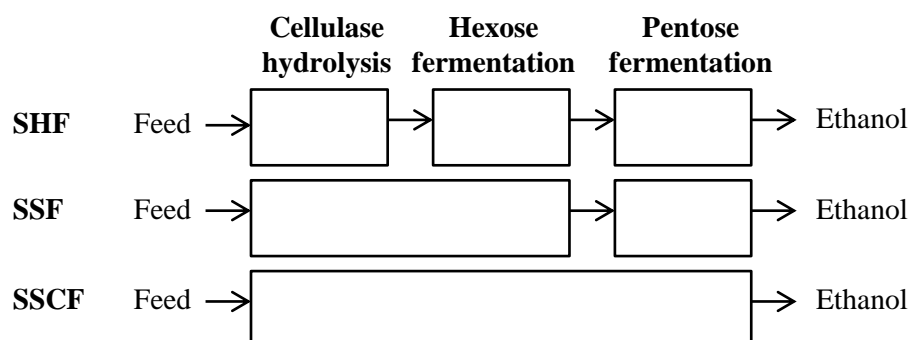 Cellulase hydrolysis
Hexose fermentation
Pentose fermentation
SHF Feed Ethanol
SSF Feed Ethanol
SSCF Feed Ethanol